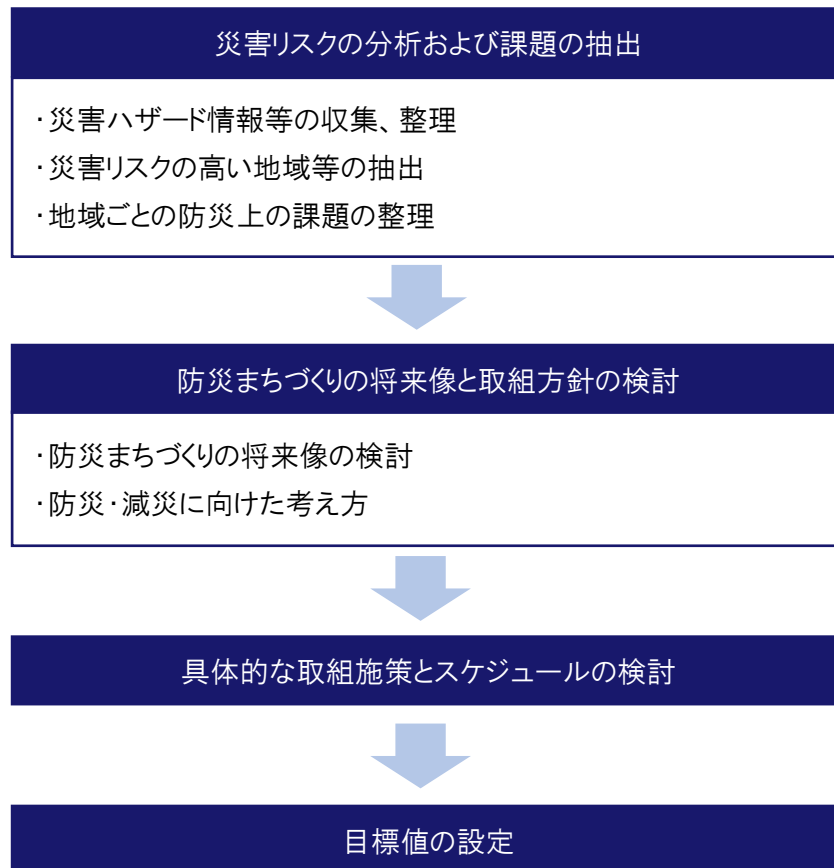 災害リスクの分析および課題の抽出
・災害ハザード情報等の収集、整理
・災害リスクの高い地域等の抽出
・地域ごとの防災上の課題の整理
防災まちづくりの将来像と取組方針の検討
・防災まちづくりの将来像の検討
・防災・減災に向けた考え方
具体的な取組施策とスケジュールの検討
目標値の設定